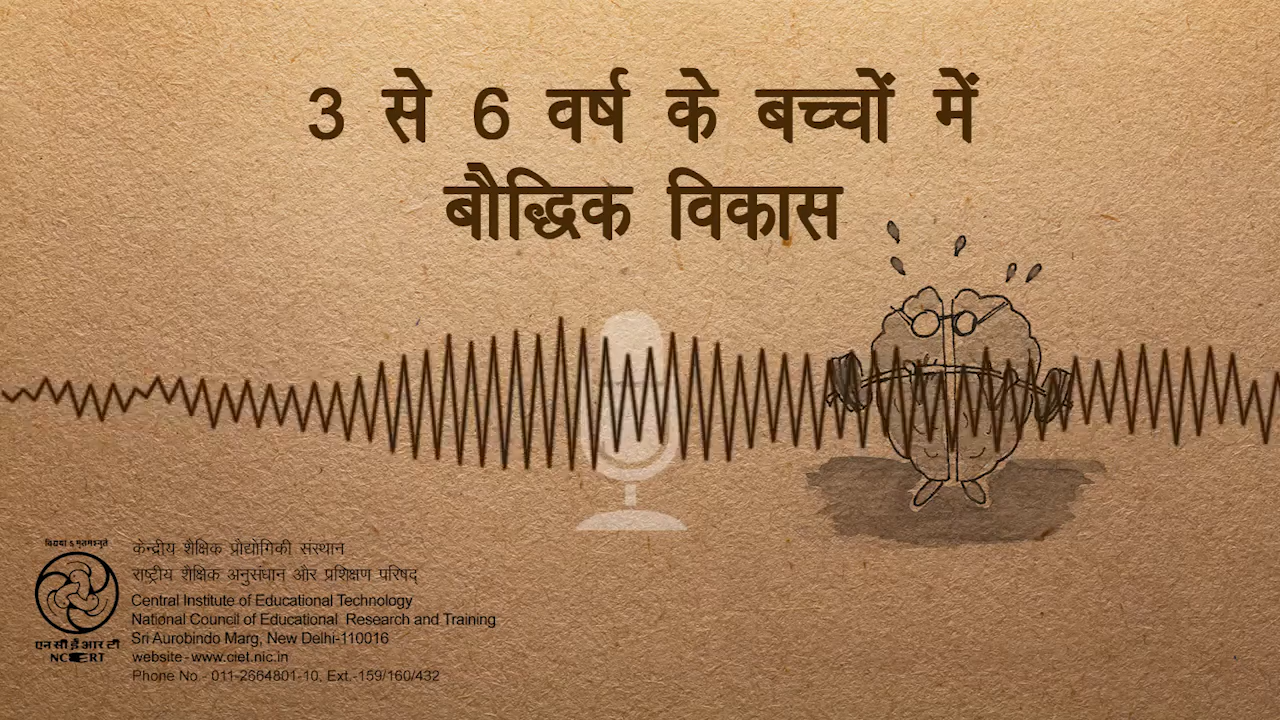 3 से 6 वर्ष के बच्चों में
बौद्धिक विकास
विद्यया ऽ मृतमश्नुते
एन सी ई आर टी
NCERT
केन्द्रीय शैक्षिक प्रौद्योगिकी संस्थान
राष्ट्रीय शैक्षिक अनुसंधान और प्रशिक्षण परिषद्
Central Institute of Educational Technology
National Council of Educational Research and Training
Sri Aurobindo Marg, New Delhi-110016
website - www.ciet.nic.in
Phone No.- 011-2664801-10, Ext.-159/160/432